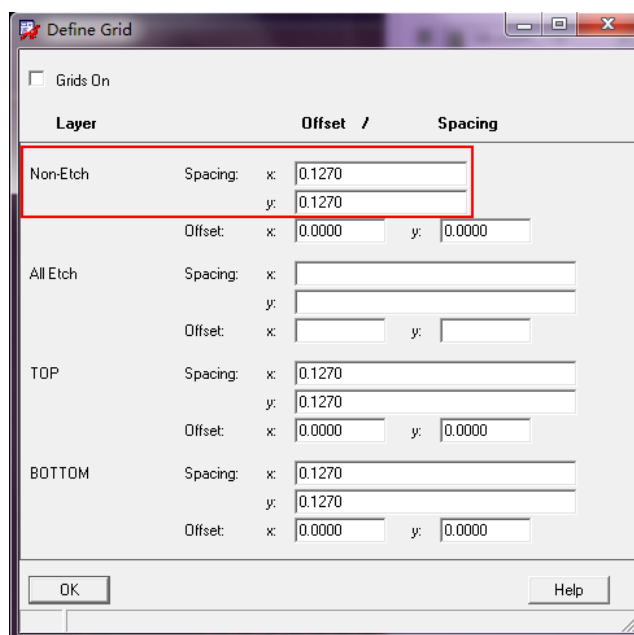 Define Grid
Grids On
Layer Offset / Spacing
Non-Etch Spacing: x: 0.1270
y: 0.1270
Offset: x: 0.0000 y: 0.0000
All Etch Spacing: x:
y:
Offset: x: y:
TOP Spacing: x: 0.1270
y: 0.1270
Offset: x: 0.0000 y: 0.0000
BOTTOM Spacing: x: 0.1270
y: 0.1270
Offset: x: 0.0000 y: 0.0000
OK Help